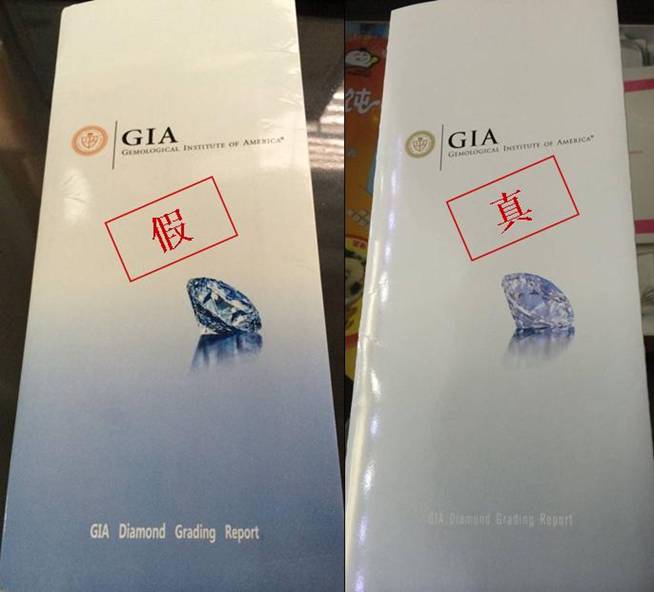 GIA
GEMOLOGICAL INSTITUTE OF AMERICA®
假
GIA Diamond Grading Report
GIA
GEMOLOGICAL INSTITUTE OF AMERICA®
真
GIA Diamond Grading Report